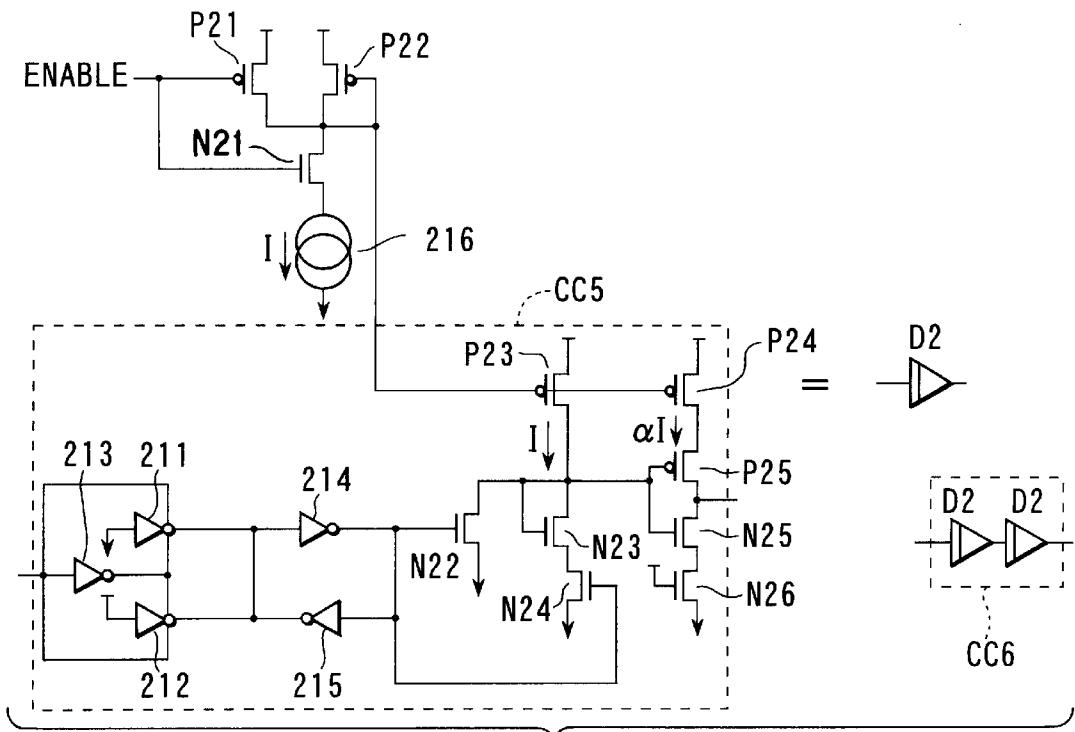 P21
P22
ENABLE
N21
I
216
CC5
P23
P24
D2
=
I
αI
213
211
214
P25
N22
N23
N25
N24
N26
212
215
D2
D2
CC6